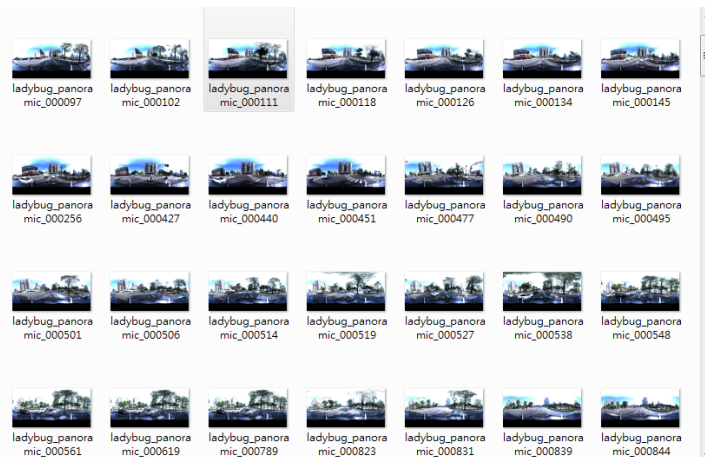 ladybug_panora ladybug_panora ladybug_panora ladybug_panora ladybug_panora ladybug_panora ladybug_panora
mic_000097 mic_000102 mic_000111 mic_000118 mic_000126 mic_000134 mic_000145
ladybug_panora ladybug_panora ladybug_panora ladybug_panora ladybug_panora ladybug_panora ladybug_panora
mic_000256 mic_000427 mic_000440 mic_000451 mic_000477 mic_000490 mic_000495
ladybug_panora ladybug_panora ladybug_panora ladybug_panora ladybug_panora ladybug_panora ladybug_panora
mic_000501 mic_000506 mic_000514 mic_000519 mic_000527 mic_000538 mic_000548
ladybug_panora ladybug_panora ladybug_panora ladybug_panora ladybug_panora ladybug_panora ladybug_panora
mic_000561 mic_000619 mic_000789 mic_000823 mic_000831 mic_000839 mic_000844